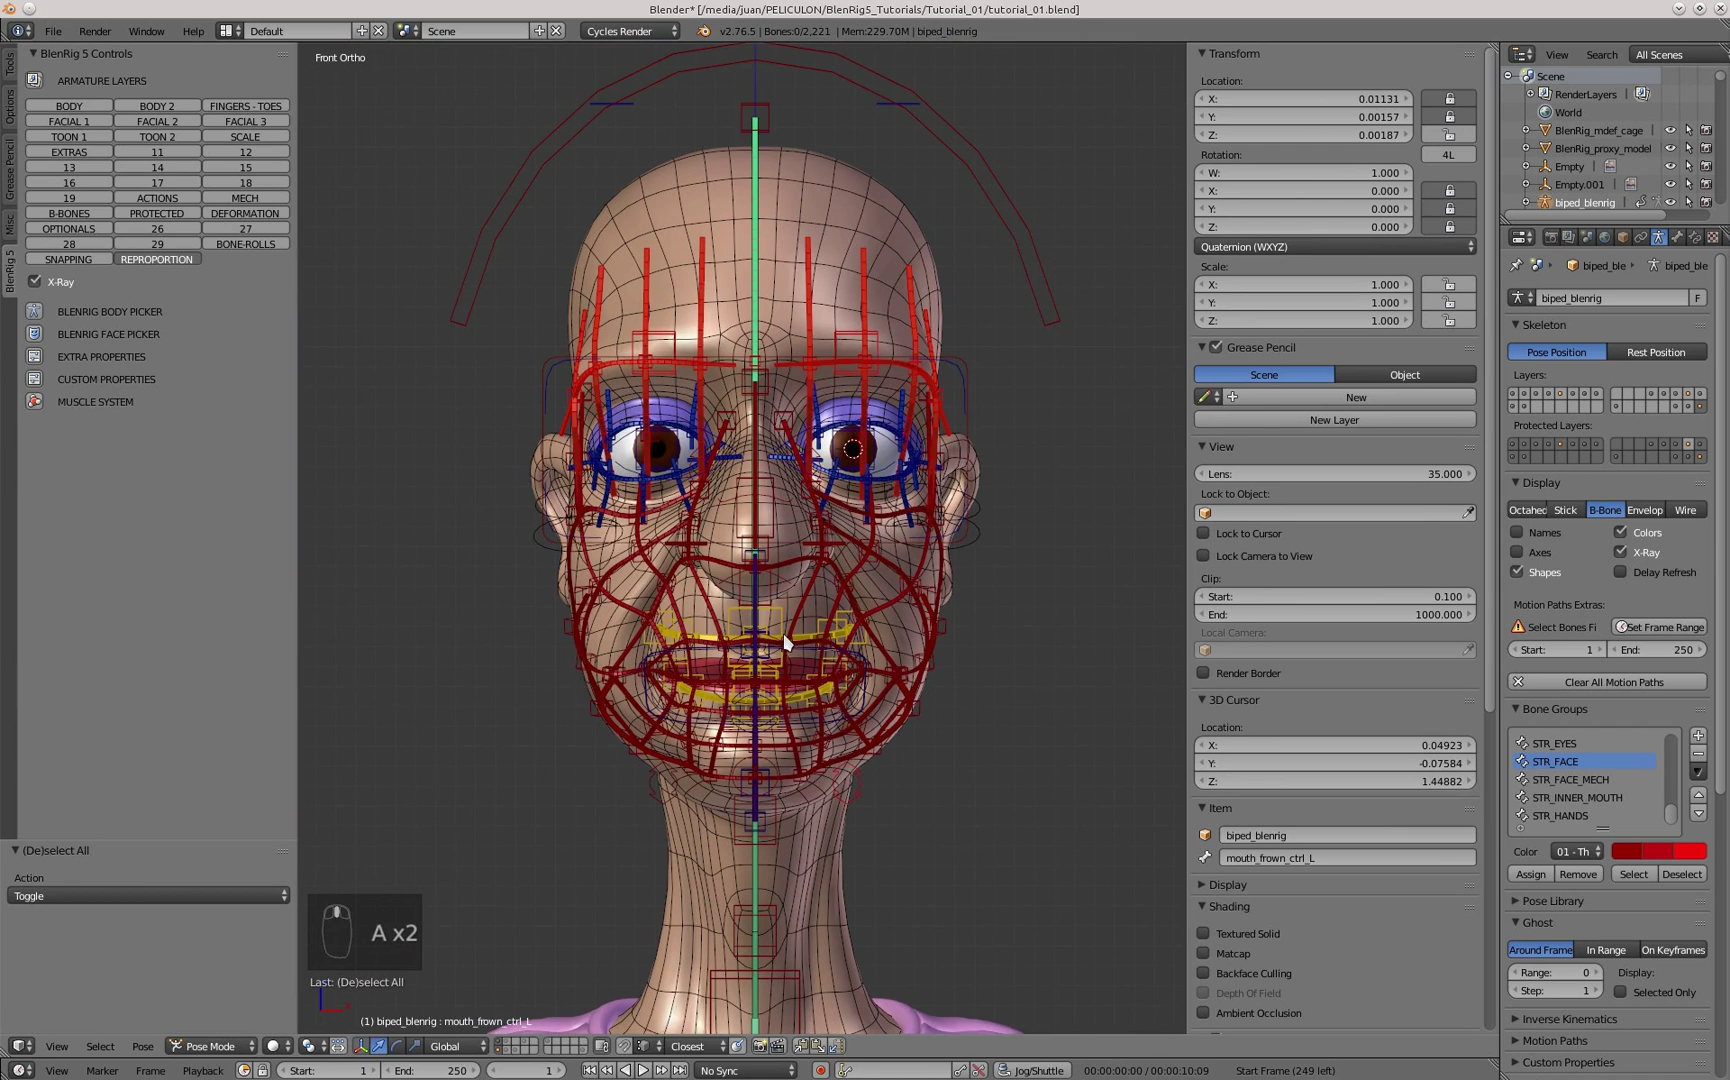 Blender* [/media/juan/PELICULON/BlenRig5_Tutorials/Tutorial_01/tutorial_01.blend]
File Render Window Help Default Scene Cycles Render v2.76.5 | Bones:0/2,221 | Mem:229.70M | biped_blenrig
Tools
Options
Grease Pencil
Misc
BlenRig 5
BlenRig 5 Controls
ARMATURE LAYERS
BODY BODY 2 FINGERS - TOES
FACIAL 1 FACIAL 2 FACIAL 3
TOON 1 TOON 2 SCALE
EXTRAS 11 12
13 14 15
16 17 18
19 ACTIONS MECH
B-BONES PROTECTED DEFORMATION
OPTIONALS 26 27
28 29 BONE-ROLLS
SNAPPING REPROPORTION
X-Ray
BLENRIG BODY PICKER
BLENRIG FACE PICKER
EXTRA PROPERTIES
CUSTOM PROPERTIES
MUSCLE SYSTEM
(De)select All
Action
Toggle
Front Ortho
A x2
Last: (De)select All
(1) biped_blenrig : mouth_frown_ctrl_L
Transform
Location:
X: 0.01131
Y: 0.00157
Z: 0.00187
Rotation: 4L
W: 1.000
X: 0.000
Y: 0.000
Z: 0.000
Quaternion (WXYZ)
Scale:
X: 1.000
Y: 1.000
Z: 1.000
Grease Pencil
Scene Object
New
New Layer
View
Lens: 35.000
Lock to Object:
Lock to Cursor
Lock Camera to View
Clip:
Start: 0.100
End: 1000.000
Local Camera:
Render Border
3D Cursor
Location:
X: 0.04923
Y: -0.07584
Z: 1.44882
Item
biped_blenrig
mouth_frown_ctrl_L
Display
Shading
Textured Solid
Matcap
Backface Culling
Depth Of Field
Ambient Occlusion
View Search All Scenes
Scene
RenderLayers
World
BlenRig_mdef_cage
BlenRig_proxy_model
Empty
Empty.001
biped_blenrig
biped_ble biped_ble
biped_blenrig F
Skeleton
Pose Position Rest Position
Layers:
Protected Layers:
Display
Octahed Stick B-Bone Envelop Wire
Names Colors
Axes X-Ray
Shapes Delay Refresh
Motion Paths Extras:
Select Bones Fi Set Frame Range
Start: 1 End: 250
Clear All Motion Paths
Bone Groups
STR_EYES
STR_FACE
STR_FACE_MECH
STR_INNER_MOUTH
STR_HANDS
Color 01 - Th
Assign Remove Select Deselect
Pose Library
Ghost
Around Frame In Range On Keyframes
Range: 0 Display:
Step: 1 Selected Only
Inverse Kinematics
Motion Paths
Custom Properties
View Select Pose Pose Mode Global Closest
View Marker Frame Playback Start: 1 End: 250 1 No Sync Jog/Shuttle 00:00:00:00 / 00:00:10:09 Start Frame (249 left)